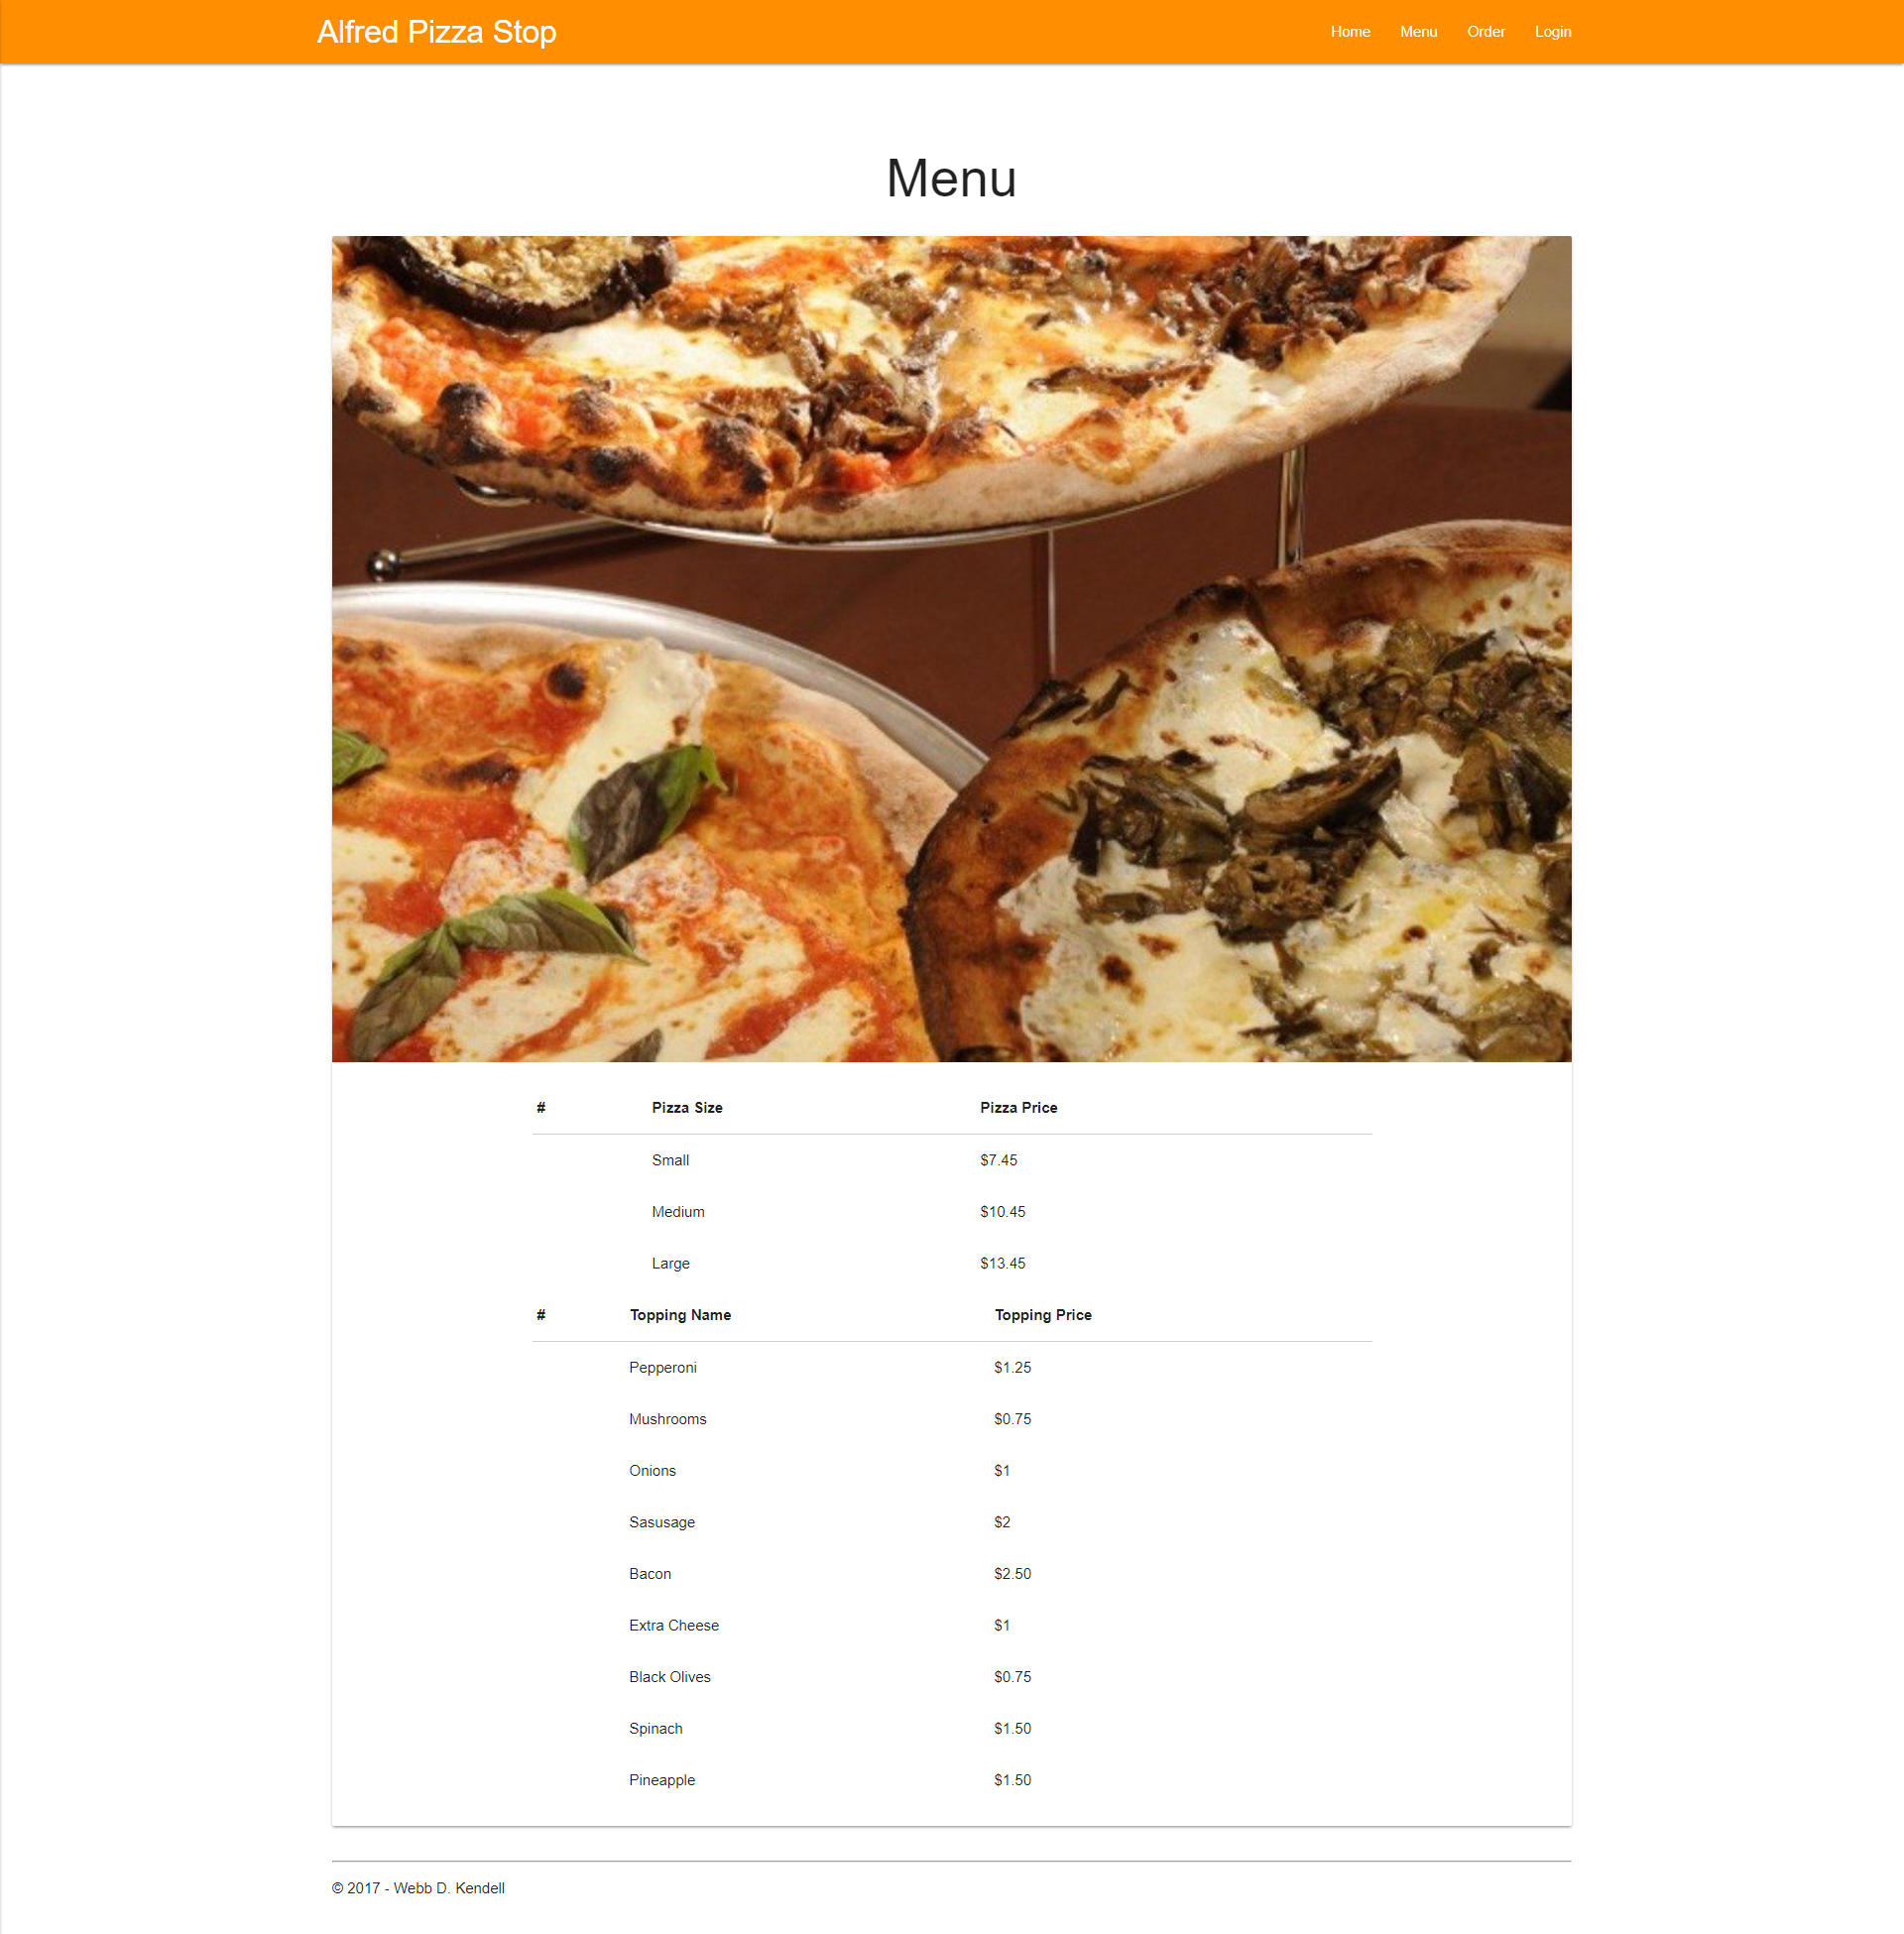 Alfred Pizza Stop Home Menu Order Login
Menu
# Pizza Size Pizza Price
Small $7.45
Medium $10.45
Large $13.45
# Topping Name Topping Price
Pepperoni $1.25
Mushrooms $0.75
Onions $1
Sasusage $2
Bacon $2.50
Extra Cheese $1
Black Olives $0.75
Spinach $1.50
Pineapple $1.50
© 2017 - Webb D. Kendell